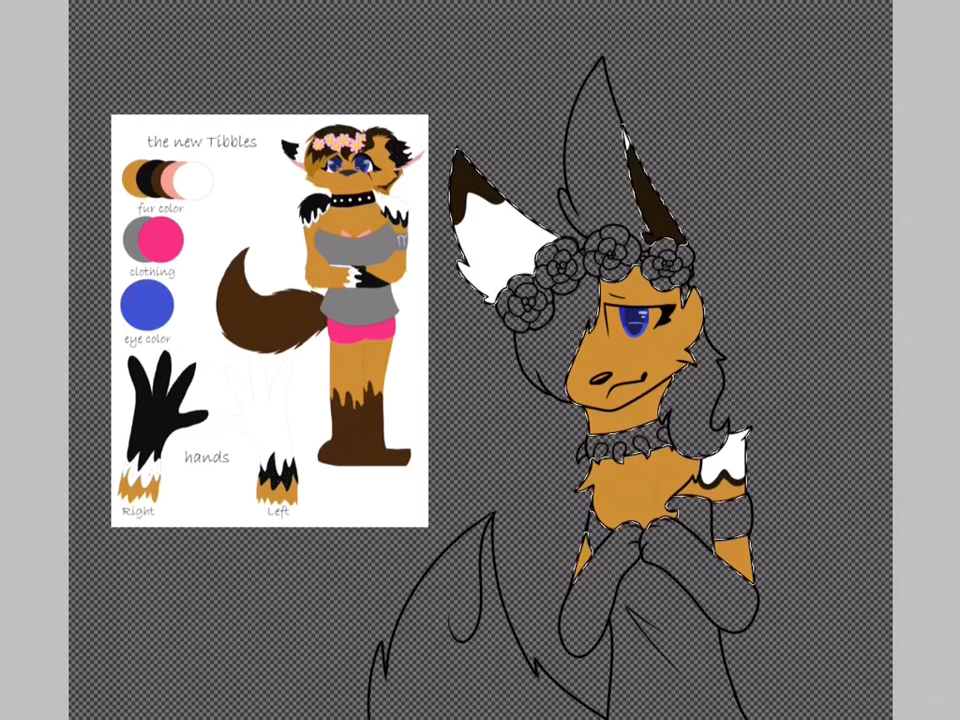 the new Tibbles
fur color
clothing
eye color
hands
Right
Left